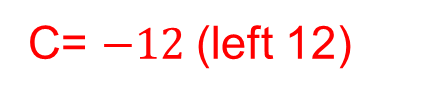 C= −12 (left 12)